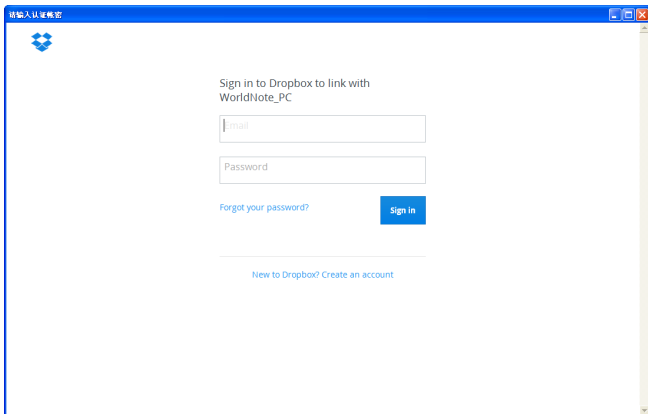 请输入认证帐密
Sign in to Dropbox to link with
WorldNote_PC
Email
Password
Forgot your password?
Sign in
New to Dropbox? Create an account